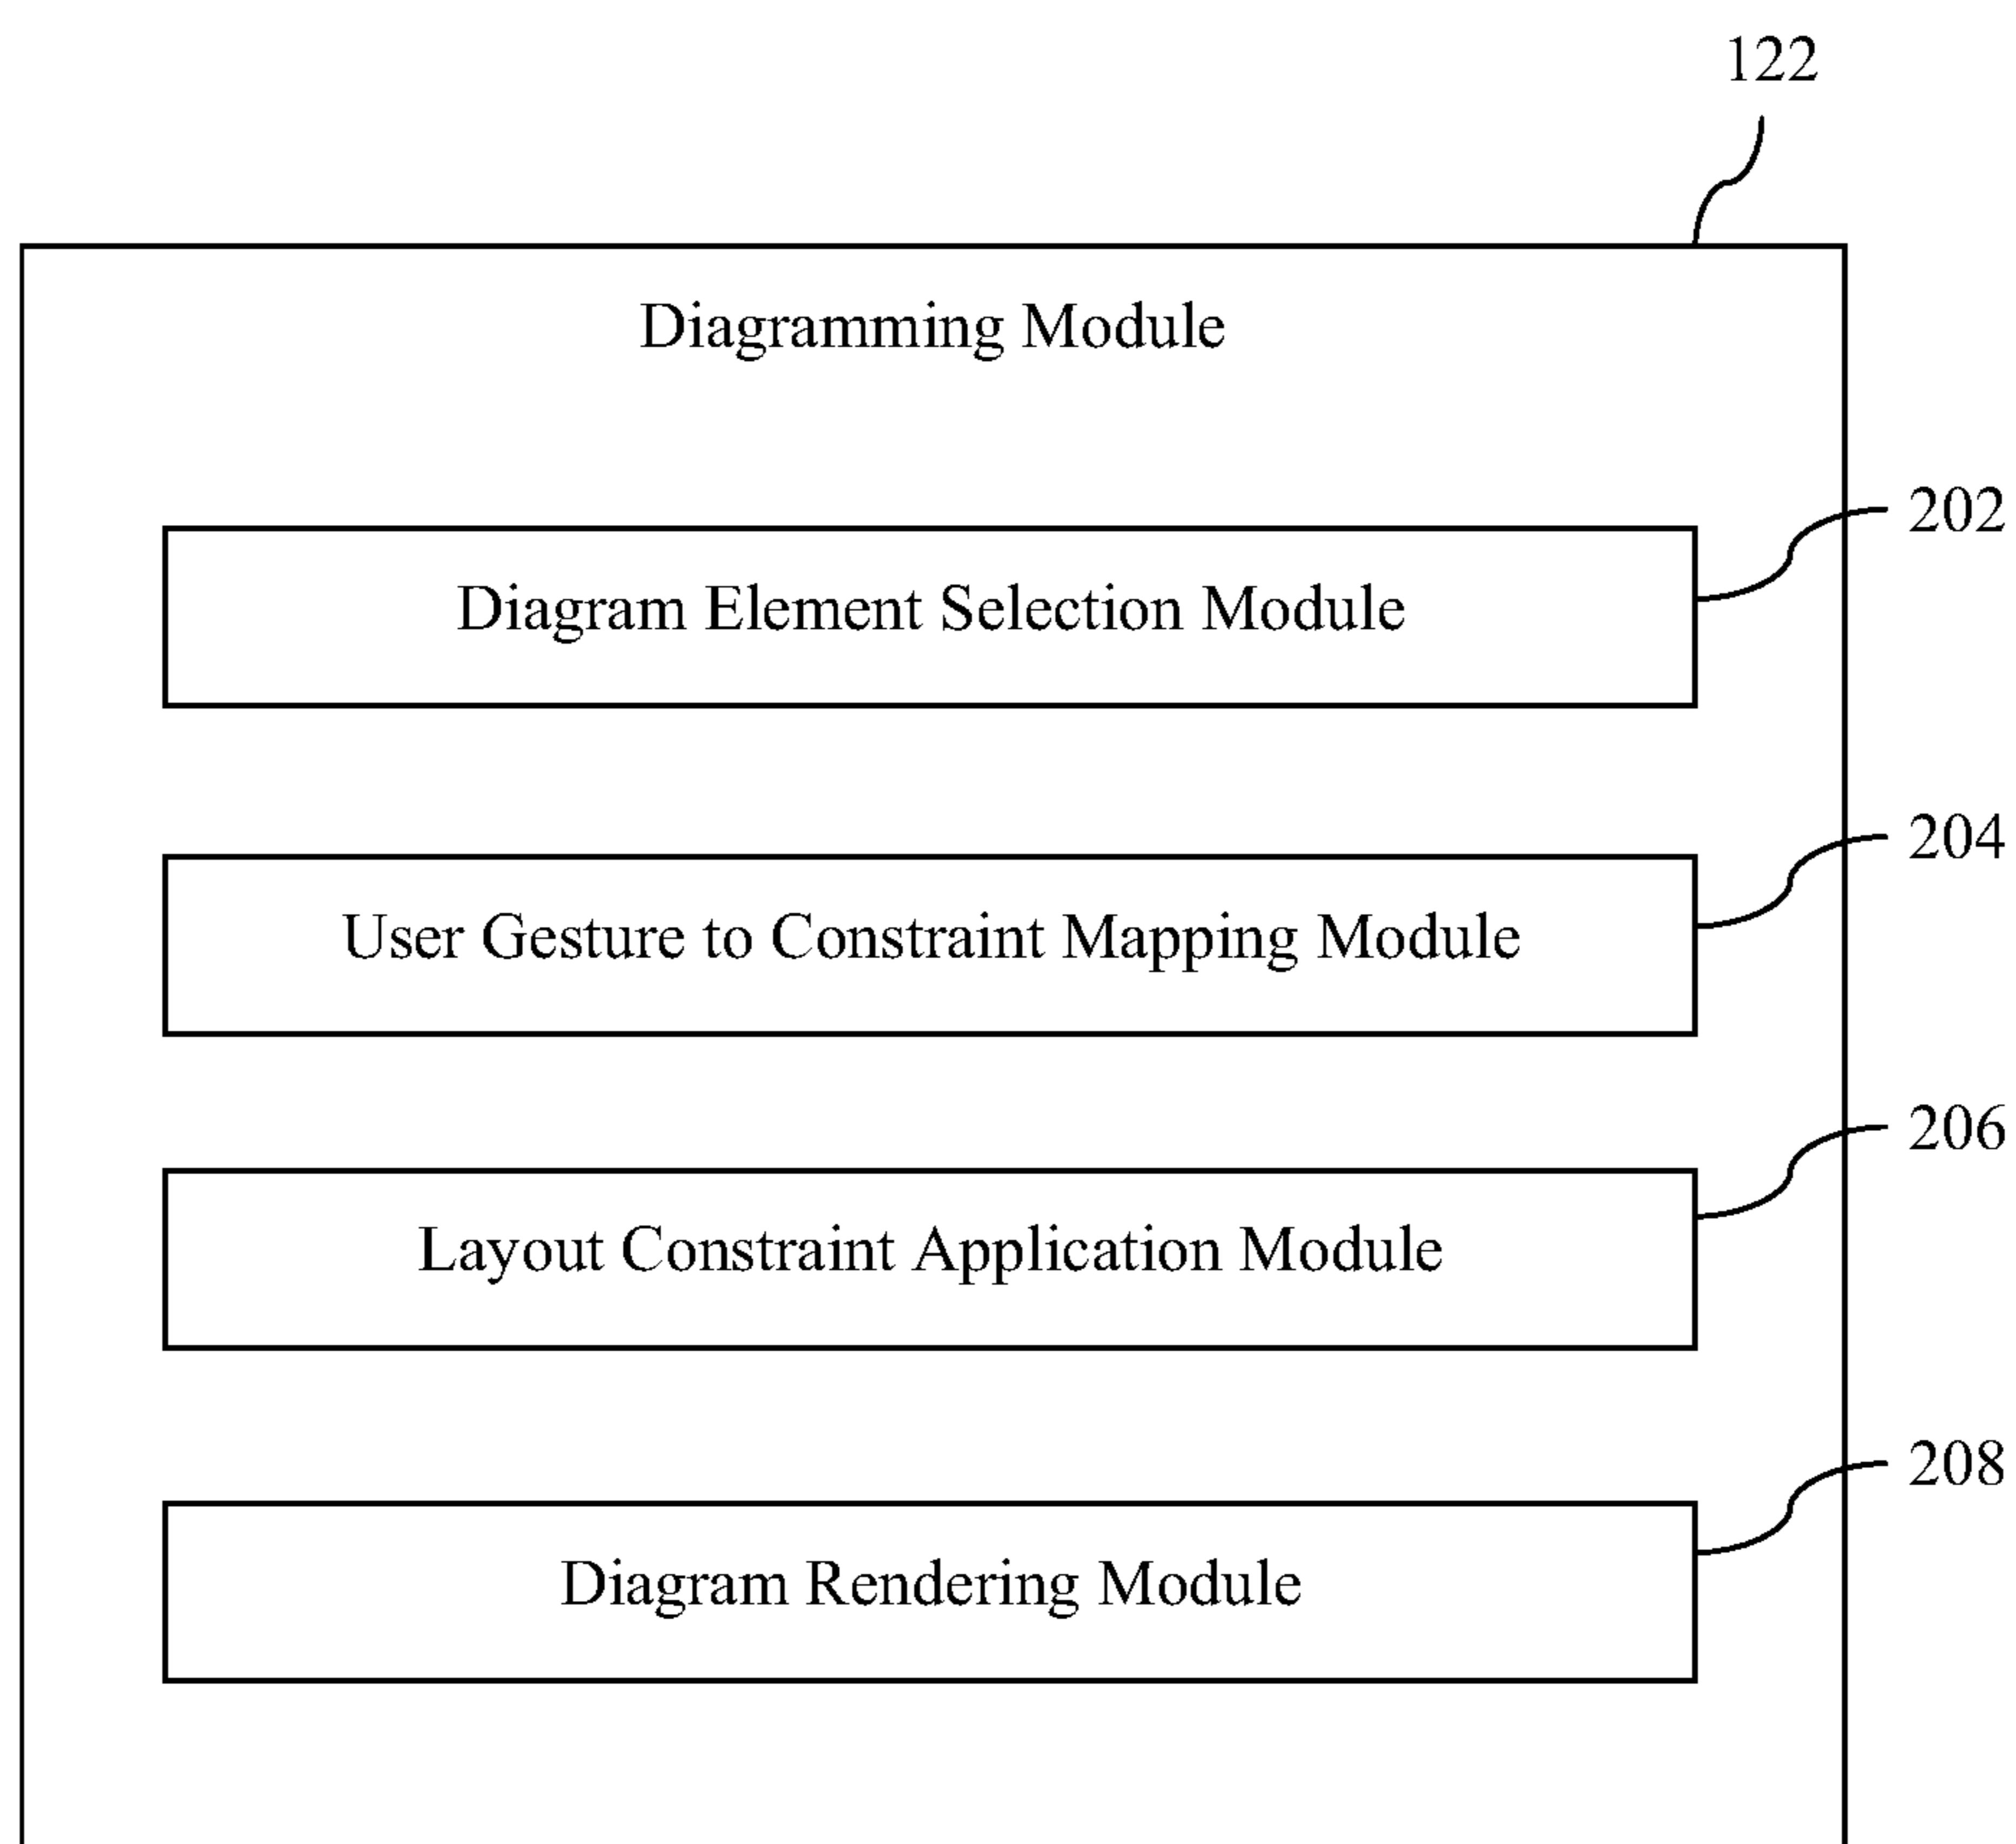 122
Diagramming Module
202
Diagram Element Selection Module
204
User Gesture to Constraint Mapping Module
206
Layout Constraint Application Module
208
Diagram Rendering Module